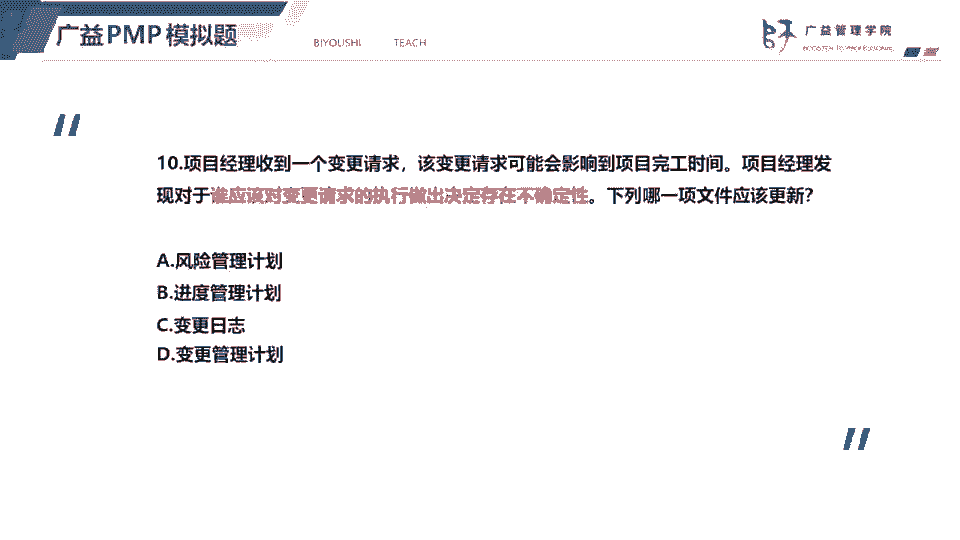 广益PMP模拟题
BIYOUSHI TEACH
广益管理学院
10.项目经理收到一个变更请求，该变更请求可能会影响到项目完工时间。项目经理发
现对于谁应该对变更请求的执行做出决定存在不确定性。下列哪一项文件应该更新？
A.风险管理计划
B.进度管理计划
C.变更日志
D.变更管理计划